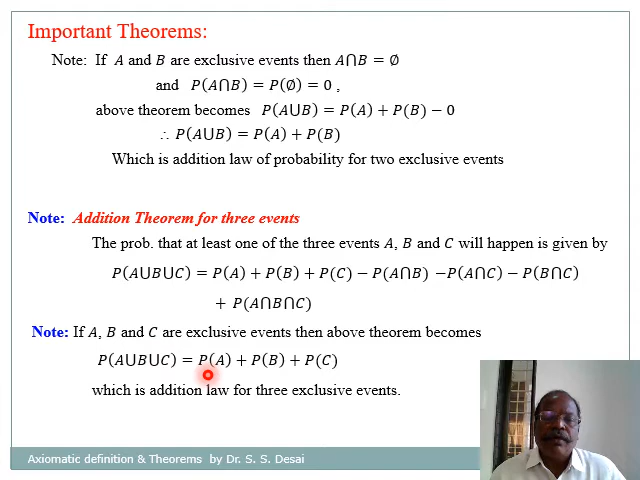 Important Theorems:
Note: If A and B are exclusive events then A⋂B = ∅
and P(A⋂B) = P(∅) = 0 ,
above theorem becomes P(A⋃B) = P(A) + P(B) − 0
∴ P(A⋃B) = P(A) + P(B)
Which is addition law of probability for two exclusive events
Note: Addition Theorem for three events
The prob. that at least one of the three events A, B and C will happen is given by
P(A⋃B⋃C) = P(A) + P(B) + P(C) − P(A⋂B) −P(A⋂C) − P(B⋂C)
+ P(A⋂B⋂C)
Note: If A, B and C are exclusive events then above theorem becomes
P(A⋃B⋃C) = P(A) + P(B) + P(C)
which is addition law for three exclusive events.
Axiomatic definition & Theorems by Dr. S. S. Desai